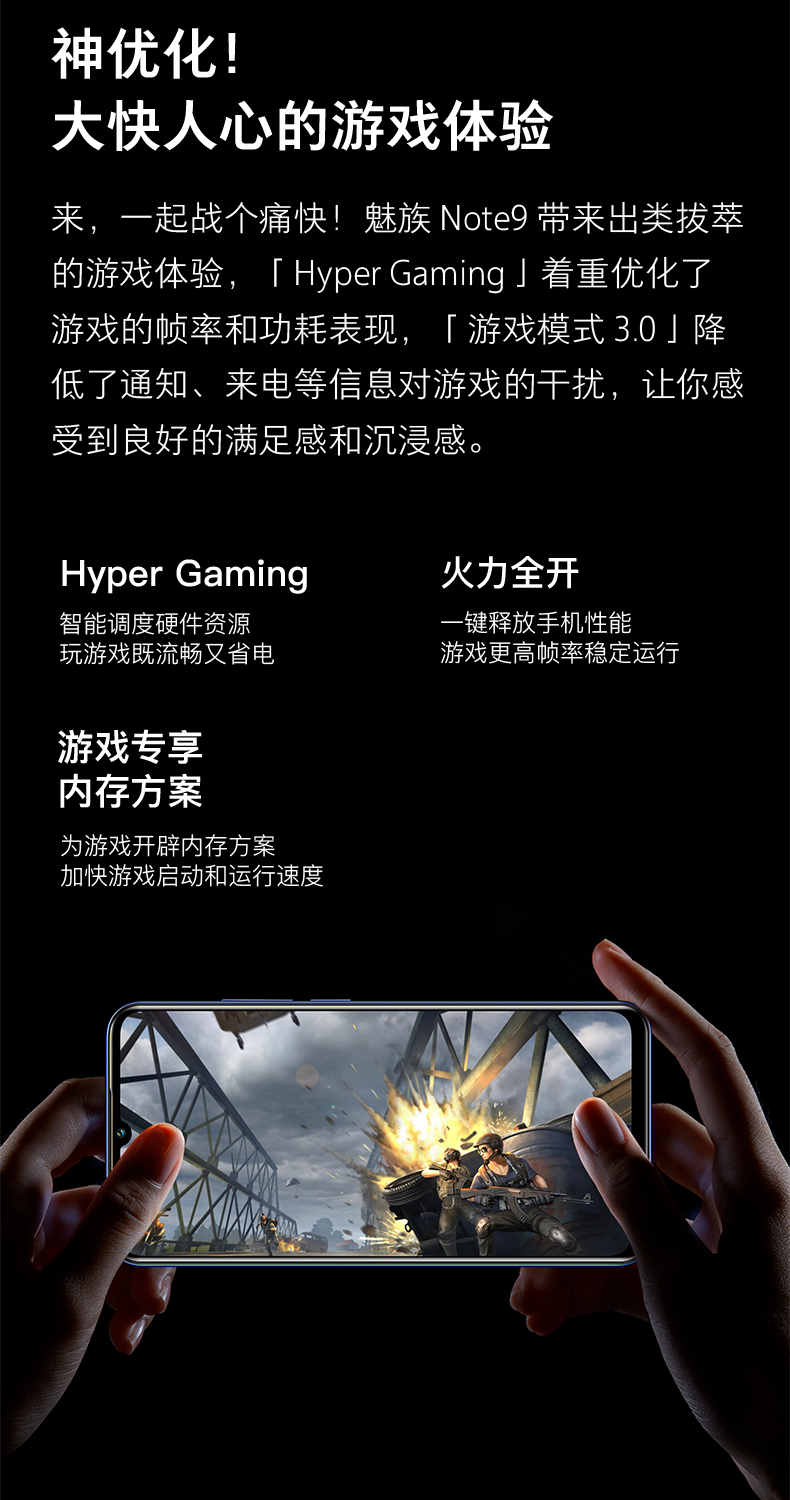 神优化！
大快人心的游戏体验
来，一起战个痛快！魅族 Note9 带来出类拔萃
的游戏体验，「 Hyper Gaming 」着重优化了
游戏的帧率和功耗表现，「 游戏模式 3.0 」降
低了通知、来电等信息对游戏的干扰，让你感
受到良好的满足感和沉浸感。
Hyper Gaming
智能调度硬件资源
玩游戏既流畅又省电
火力全开
一键释放手机性能
游戏更高帧率稳定运行
游戏专享
内存方案
为游戏开辟内存方案
加快游戏启动和运行速度